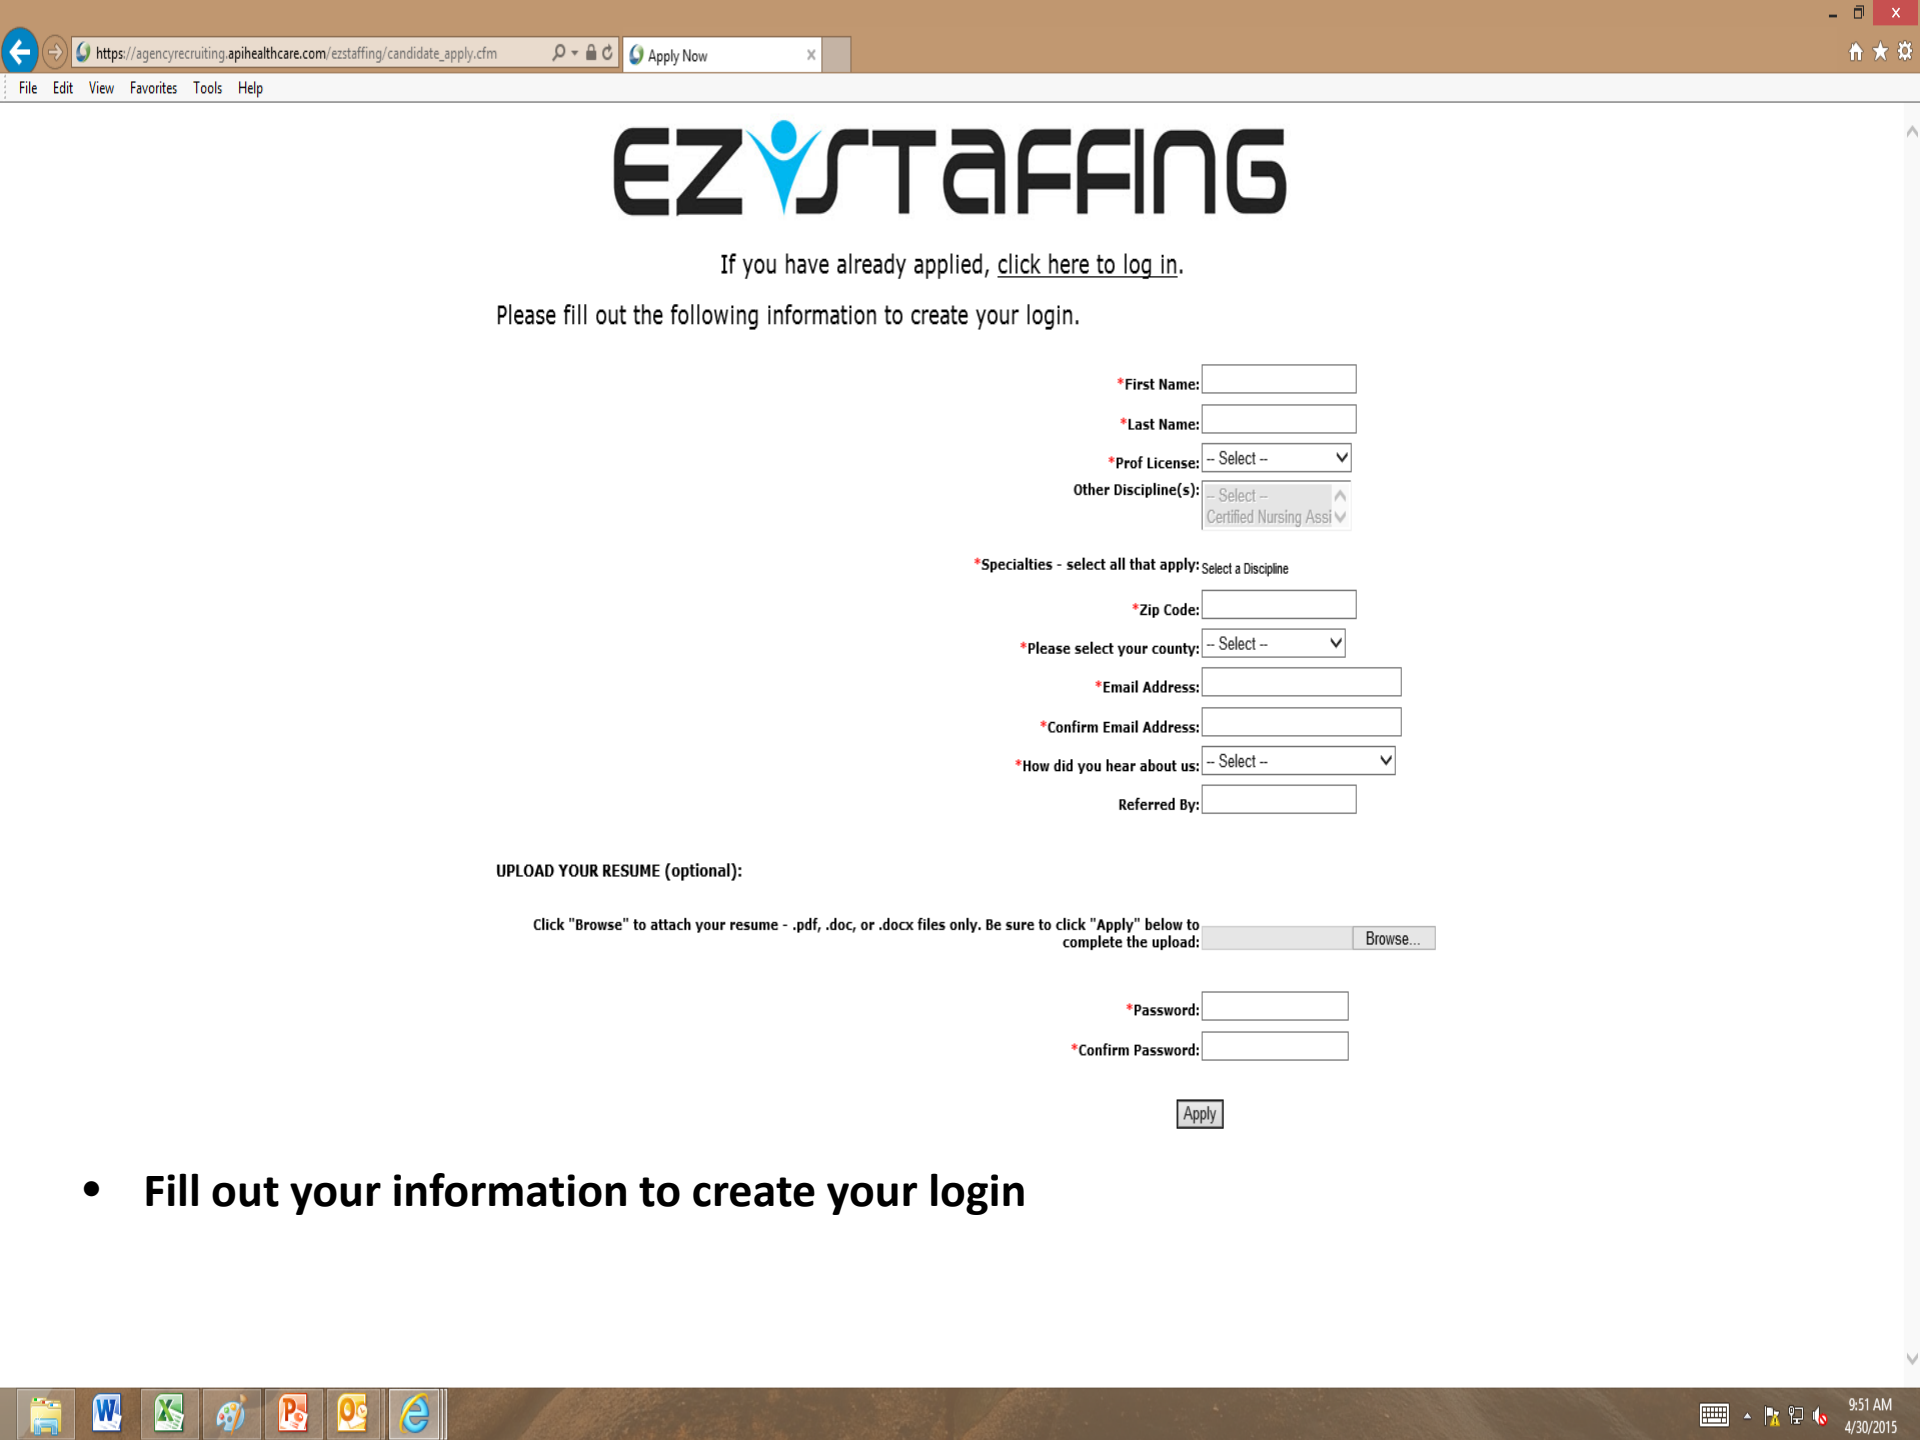 https://agencyrecruiting.apihealthcare.com/ezstaffing/candidate_apply.cfm
Apply Now
File Edit View Favorites Tools Help
EZ STAFFING
If you have already applied, click here to log in.
Please fill out the following information to create your login.
*First Name:
*Last Name:
*Prof License: -- Select --
Other Discipline(s): -- Select --
Certified Nursing Assi
*Specialties - select all that apply: Select a Discipline
*Zip Code:
*Please select your county: -- Select --
*Email Address:
*Confirm Email Address:
*How did you hear about us: -- Select --
Referred By:
UPLOAD YOUR RESUME (optional):
Click "Browse" to attach your resume - .pdf, .doc, or .docx files only. Be sure to click "Apply" below to
complete the upload: Browse...
*Password:
*Confirm Password:
Apply
• Fill out your information to create your login
9:51 AM
4/30/2015